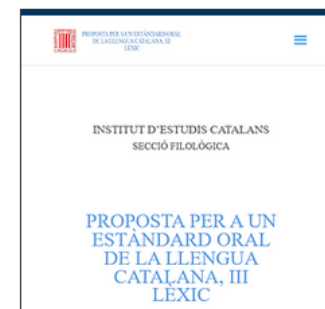 PROPOSTA PER A UN ESTÀNDARD ORAL
DE LA LLENGUA CATALANA, III
LÈXIC
INSTITUT D'ESTUDIS CATALANS
SECCIÓ FILOLÒGICA
PROPOSTA PER A UN
ESTÀNDARD ORAL
DE LA LLENGUA
CATALANA, III
LÈXIC